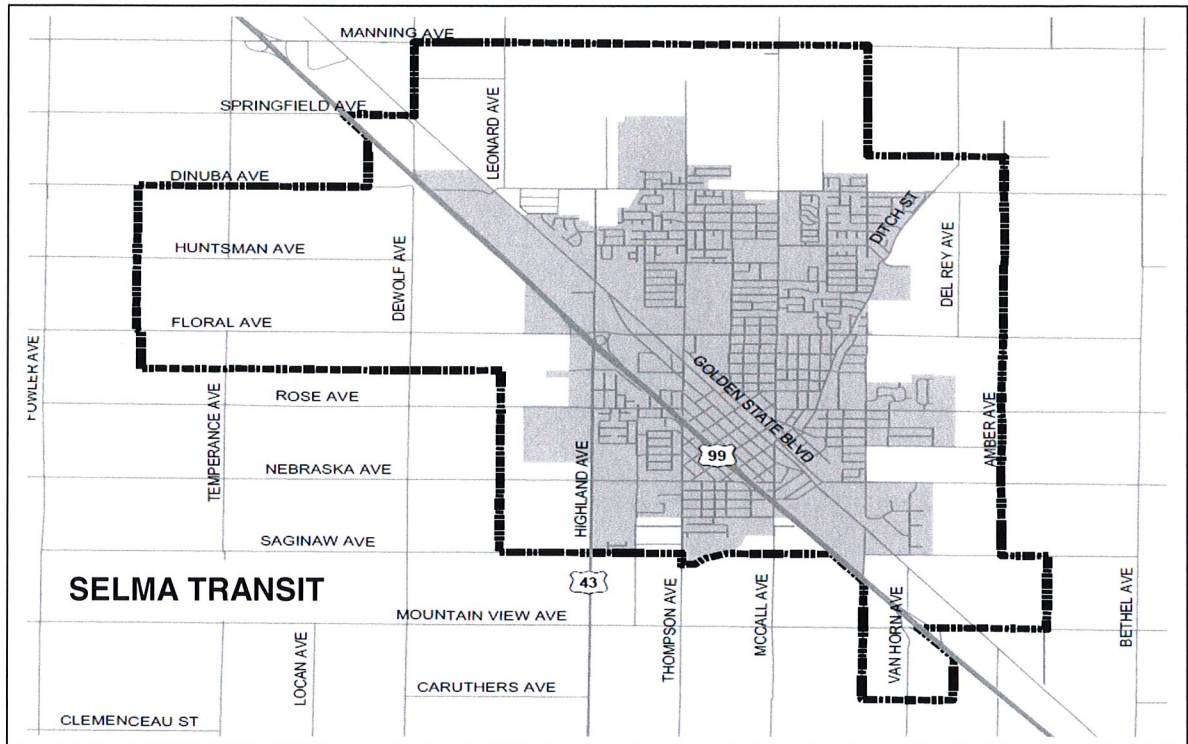 MANNING AVE
SPRINGFIELD AVE
LEONARD AVE
DINUBA AVE
DITCH ST
HUNTSMAN AVE
DEWOLF AVE
DEL REY AVE
FLORAL AVE
FOWLER AVE
GOLDEN STATE BLVD
ROSE AVE
TEMPERANCE AVE
AMBER AVE
99
NEBRASKA AVE
HIGHLAND AVE
SAGINAW AVE
SELMA TRANSIT
43
MOUNTAIN VIEW AVE
THOMPSON AVE
MCCALL AVE
VAN HORN AVE
BETHEL AVE
LOCAN AVE
CARUTHERS AVE
CLEMENCEAU ST